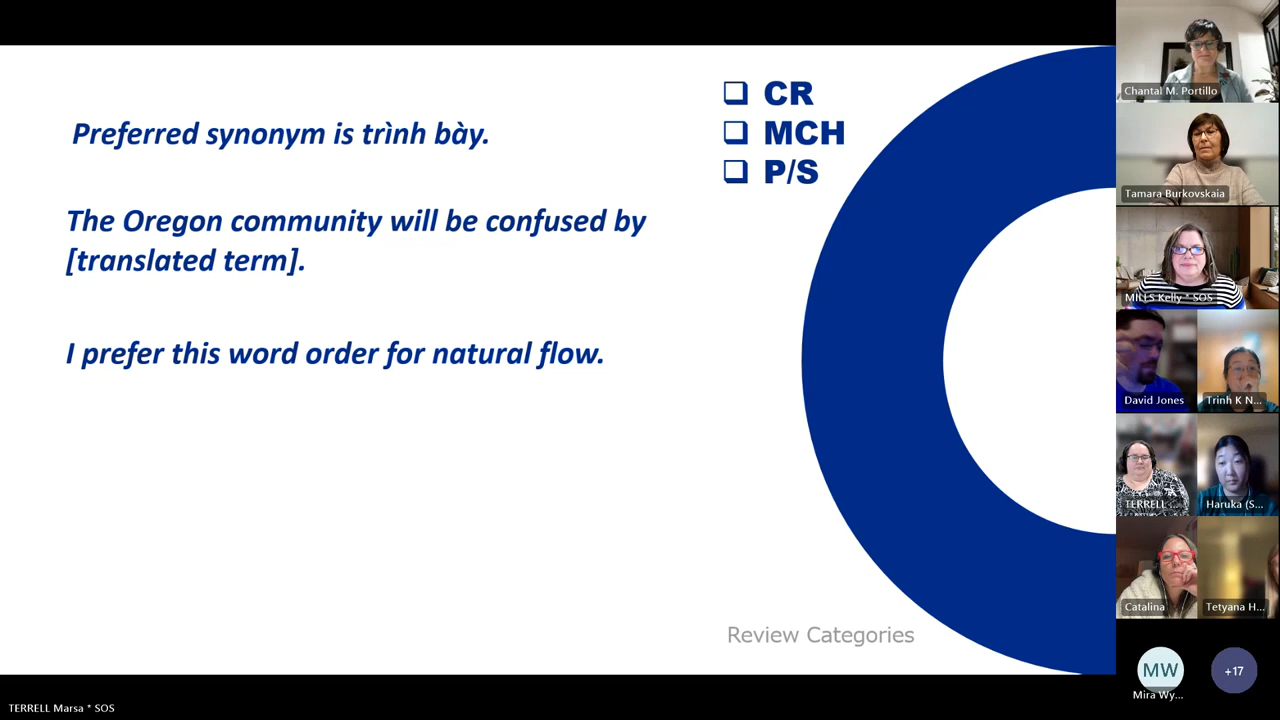 Preferred synonym is trình bày.
The Oregon community will be confused by
[translated term].
I prefer this word order for natural flow.
❑ CR
❑ MCH
❑ P/S
Review Categories
Chantal M. Portillo
Tamara Burkovskaia
MILLS Kelly * SOS
David Jones
Trinh K N...
TERRELL ...
Haruka (S...
Catalina
Tetyana H...
MW
Mira Wy...
+17
TERRELL Marsa * SOS